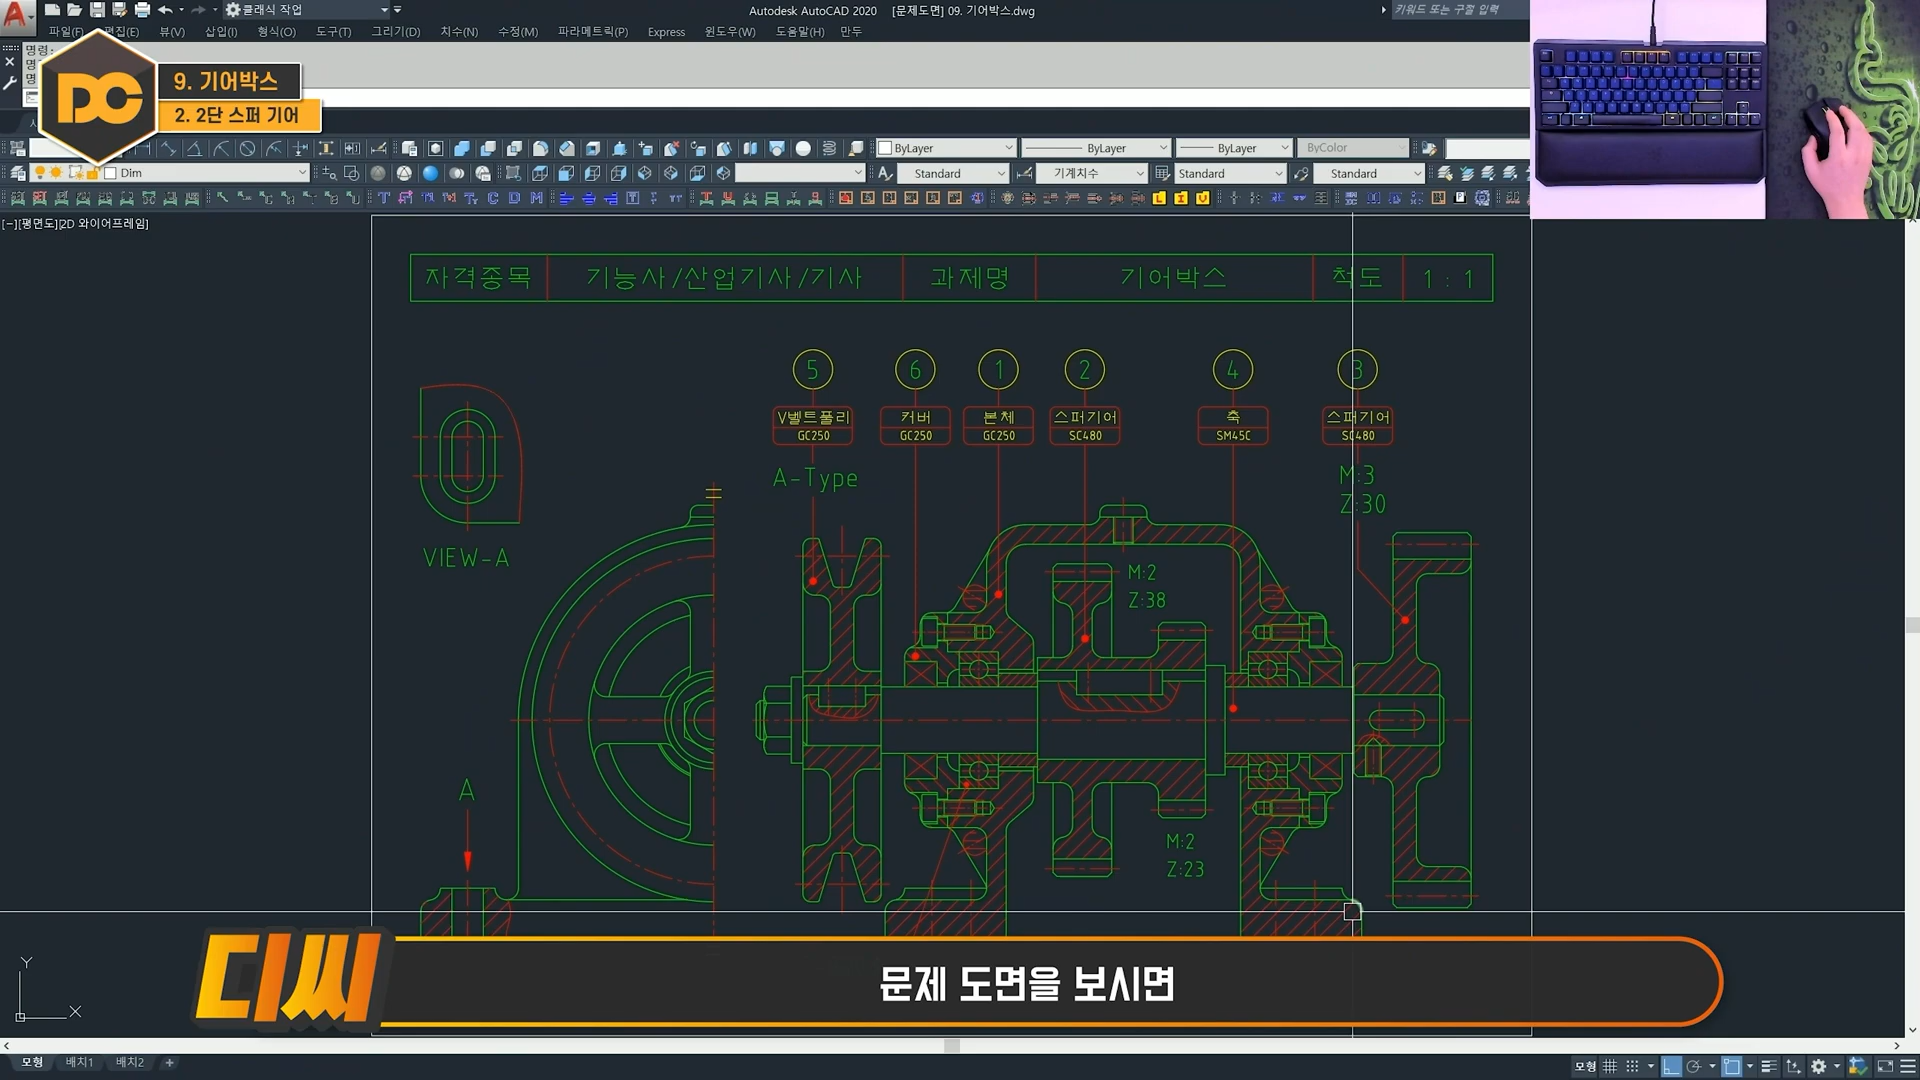 클래식 작업
Autodesk AutoCAD 2020 [문제도면] 09. 기어박스.dwg
키워드 또는 구절 입력
파일(F) 편집(E) 뷰(V) 삽입(I) 형식(O) 도구(T) 그리기(D) 치수(N) 수정(M) 파라메트릭(P) Express 윈도우(W) 도움말(H) 만두
명령:
DC
9. 기어박스
2. 2단 스퍼 기어
ByLayer ByLayer ByLayer ByColor
Dim Standard 기계치수 Standard Standard
[−][평면도][2D 와이어프레임]
자격종목 기능사/산업기사/기사 과제명 기어박스 척도 1 : 1
5 6 1 2 4 3
V벨트풀리 커버 본체 스퍼기어 축 스퍼기어
GC250 GC250 GC250 SC480 SM45C SC480
A-Type
M:3
Z:30
VIEW-A
M:2
Z:38
A
M:2
Z:23
Y
X
디씨
문제 도면을 보시면
모형 배치1 배치2 +
모형